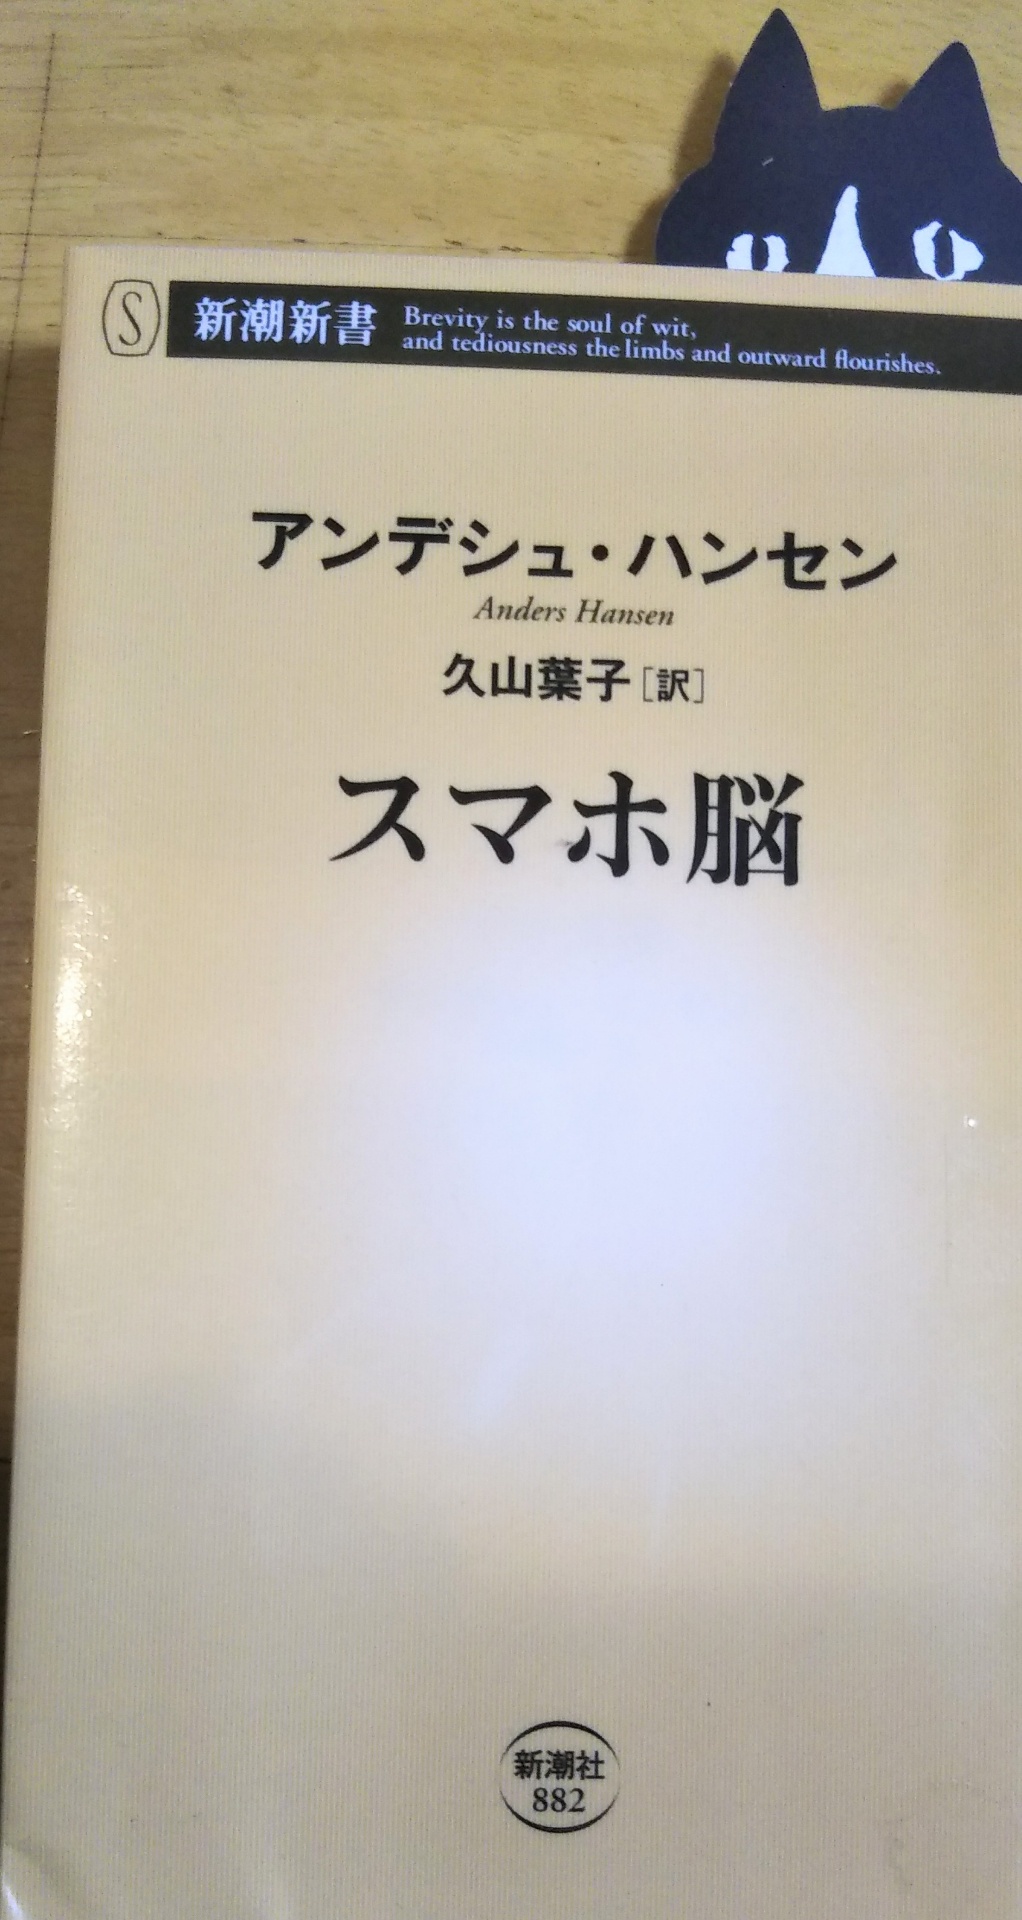 S 新潮新書 Brevity is the soul of wit,
and tediousness the limbs and outward flourishes.
アンデシュ・ハンセン
Anders Hansen
久山葉子［訳］
スマホ脳
新潮社
882